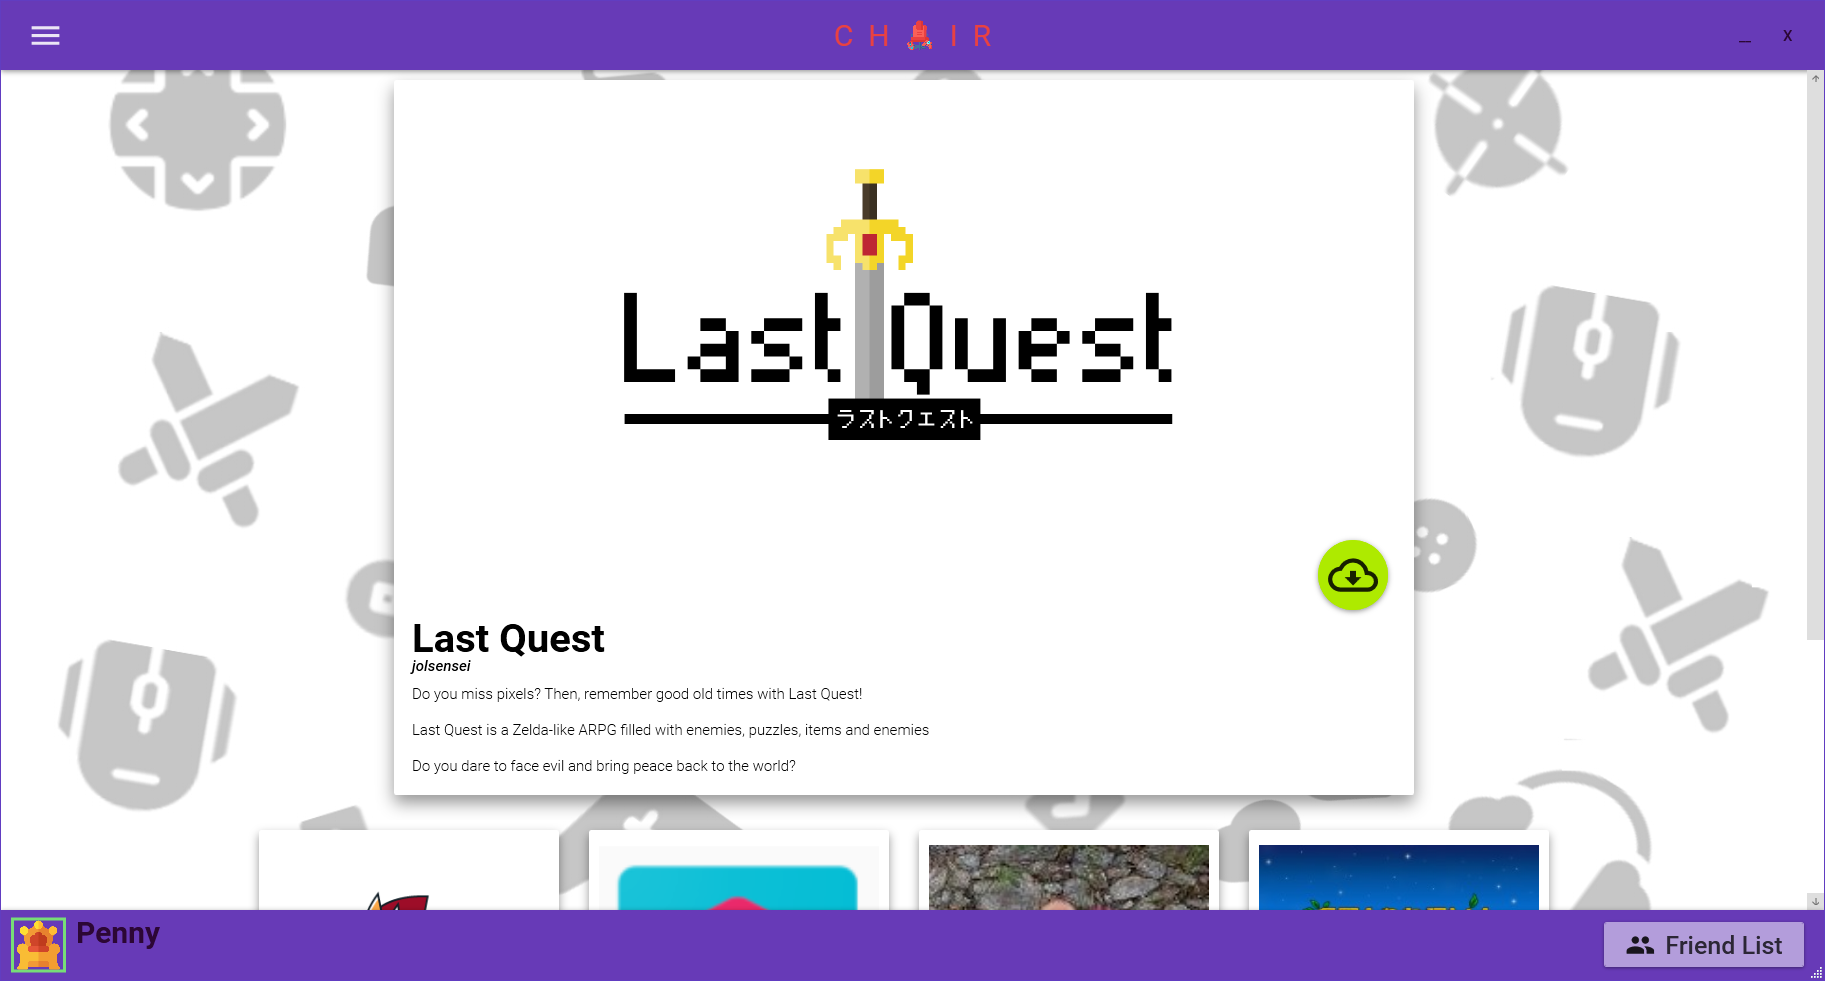 CHIR
_ x
Last Quest
ラストクエスト
Last Quest
jolsensei
Do you miss pixels? Then, remember good old times with Last Quest!
Last Quest is a Zelda-like ARPG filled with enemies, puzzles, items and enemies
Do you dare to face evil and bring peace back to the world?
Penny
Friend List